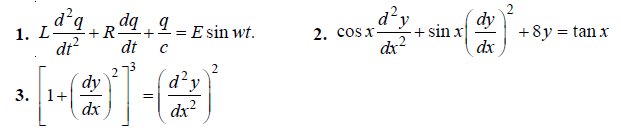 1. L d²q/dt² + R dq/dt + q/c = E sin wt.
2. cos x d²y/dx² + sin x (dy/dx)² + 8y = tan x
3. [1 + (dy/dx)²]³ = (d²y/dx²)²